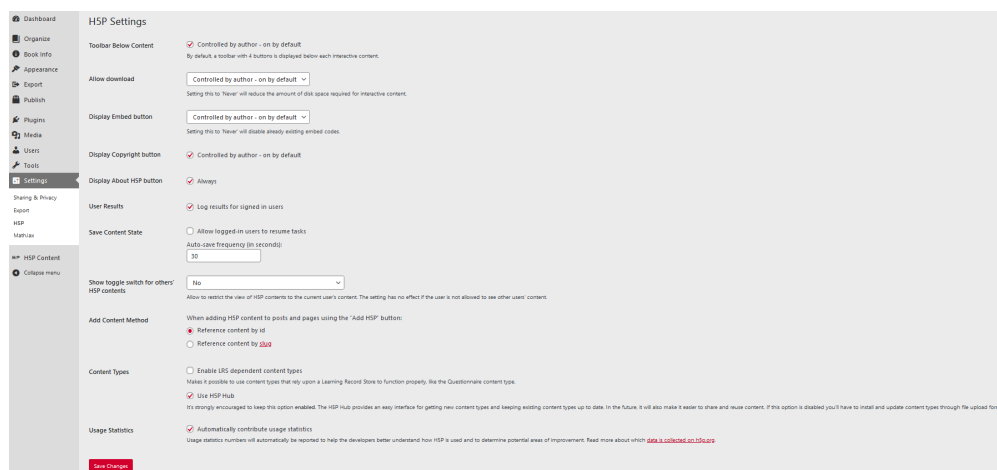 Dashboard
Organize
Book Info
Appearance
Export
Publish
Plugins
Media
Users
Tools
Settings
Sharing & Privacy
Export
H5P
MathJax
H5P H5P Content
Collapse menu
H5P Settings
Toolbar Below Content
Controlled by author - on by default
By default, a toolbar with 4 buttons is displayed below each interactive content.
Allow download
Controlled by author - on by default
Setting this to 'Never' will reduce the amount of disk space required for interactive content.
Display Embed button
Controlled by author - on by default
Setting this to 'Never' will disable already existing embed codes.
Display Copyright button
Controlled by author - on by default
Display About H5P button
Always
User Results
Log results for signed in users
Save Content State
Allow logged-in users to resume tasks
Auto-save frequency (in seconds):
30
Show toggle switch for others'
H5P contents
No
Allow to restrict the view of H5P contents to the current user's content. The setting has no effect if the user is not allowed to see other users' content.
Add Content Method
When adding H5P content to posts and pages using the "Add H5P" button:
Reference content by id
Reference content by slug
Content Types
Enable LRS dependent content types
Makes it possible to use content types that rely upon a Learning Record Store to function properly, like the Questionnaire content type.
Use H5P Hub
It's strongly encouraged to keep this option enabled. The H5P Hub provides an easy interface for getting new content types and keeping existing content types up to date. In the future, it will also make it easier to share and reuse content. If this option is disabled you'll have to install and update content types through file upload for
Usage Statistics
Automatically contribute usage statistics
Usage statistics numbers will automatically be reported to help the developers better understand how H5P is used and to determine potential areas of improvement. Read more about which data is collected on h5p.org.
Save Changes